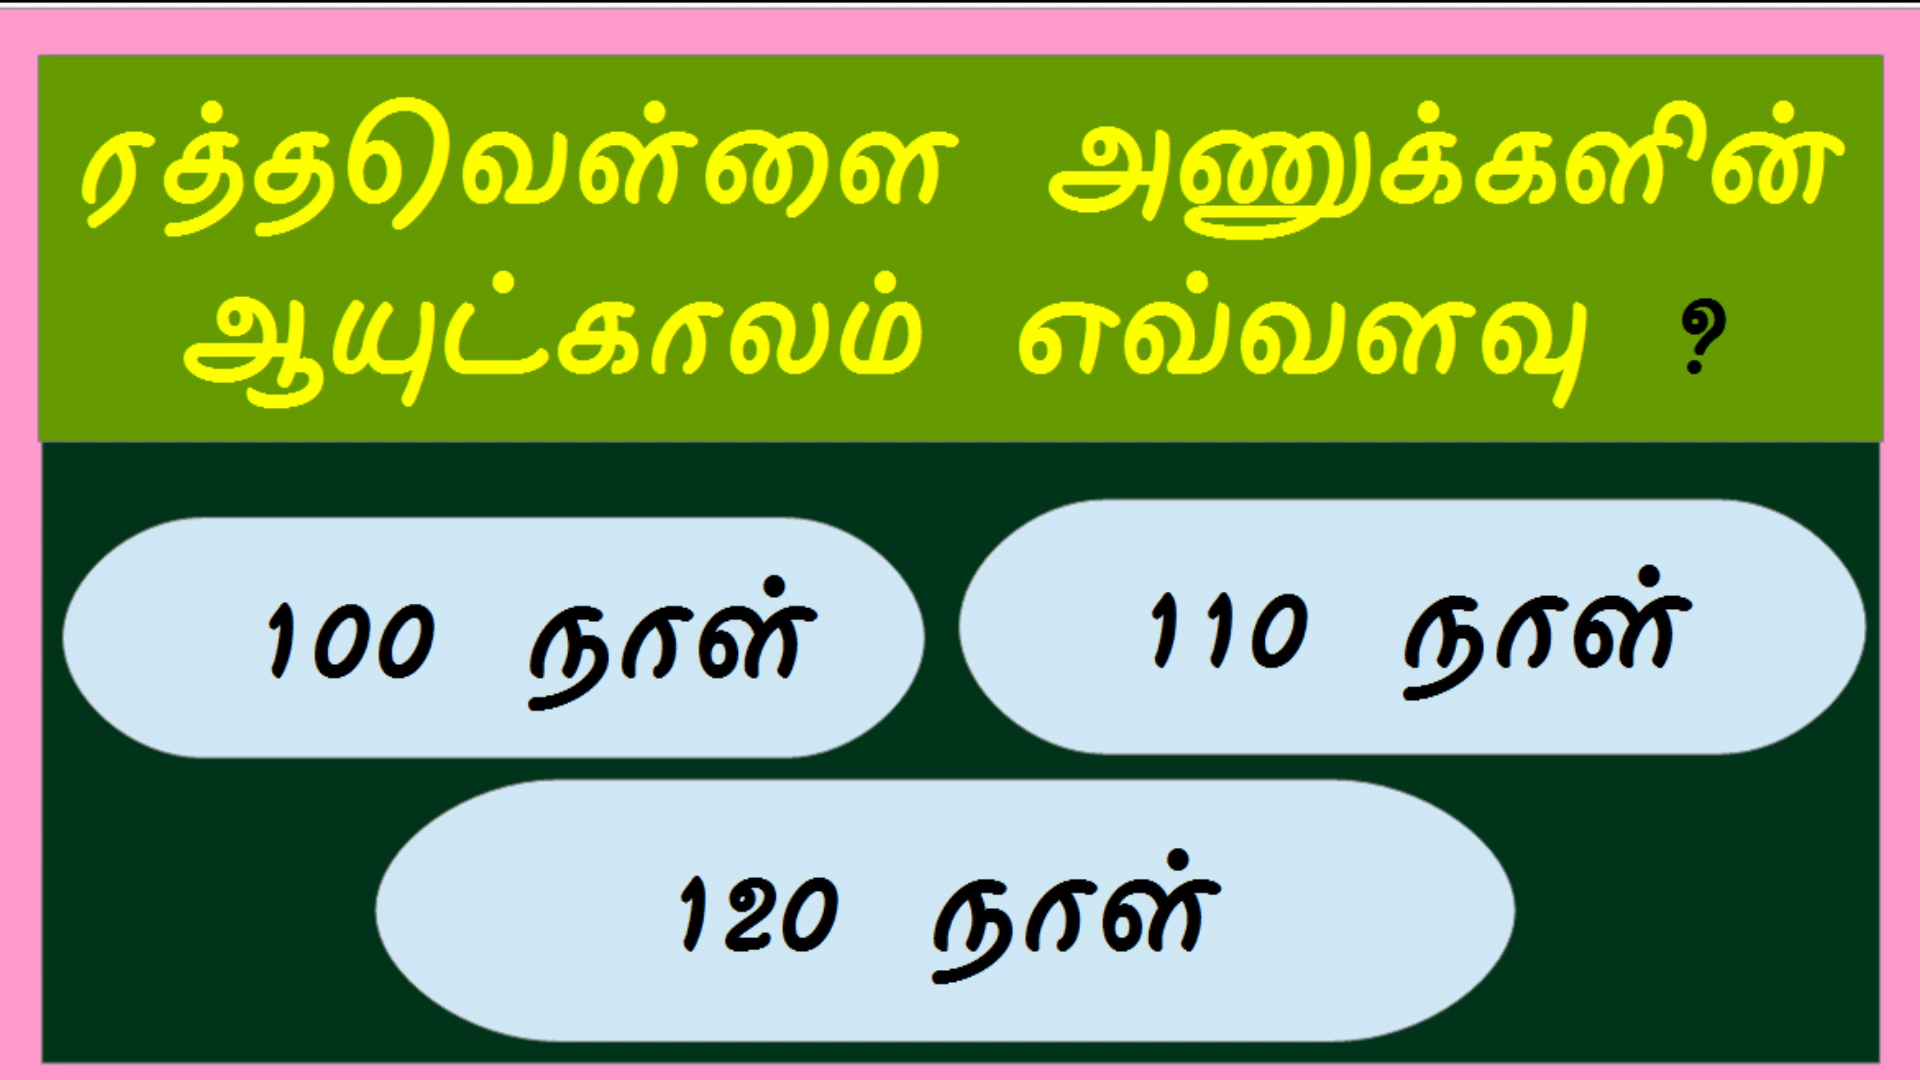 ரத்தவெள்ளை அணுக்களின்
ஆயுட்காலம் எவ்வளவு ?
100 நாள்
110 நாள்
120 நாள்